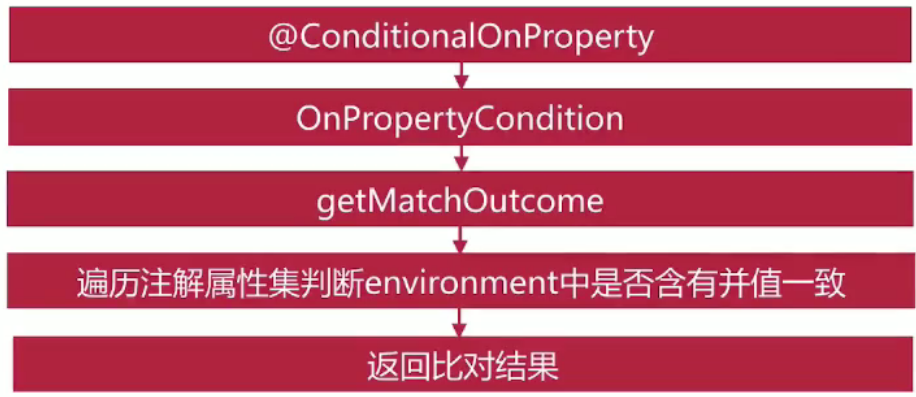 @ConditionalOnProperty
OnPropertyCondition
getMatchOutcome
遍历注解属性集判断environment中是否含有并值一致
返回比对结果